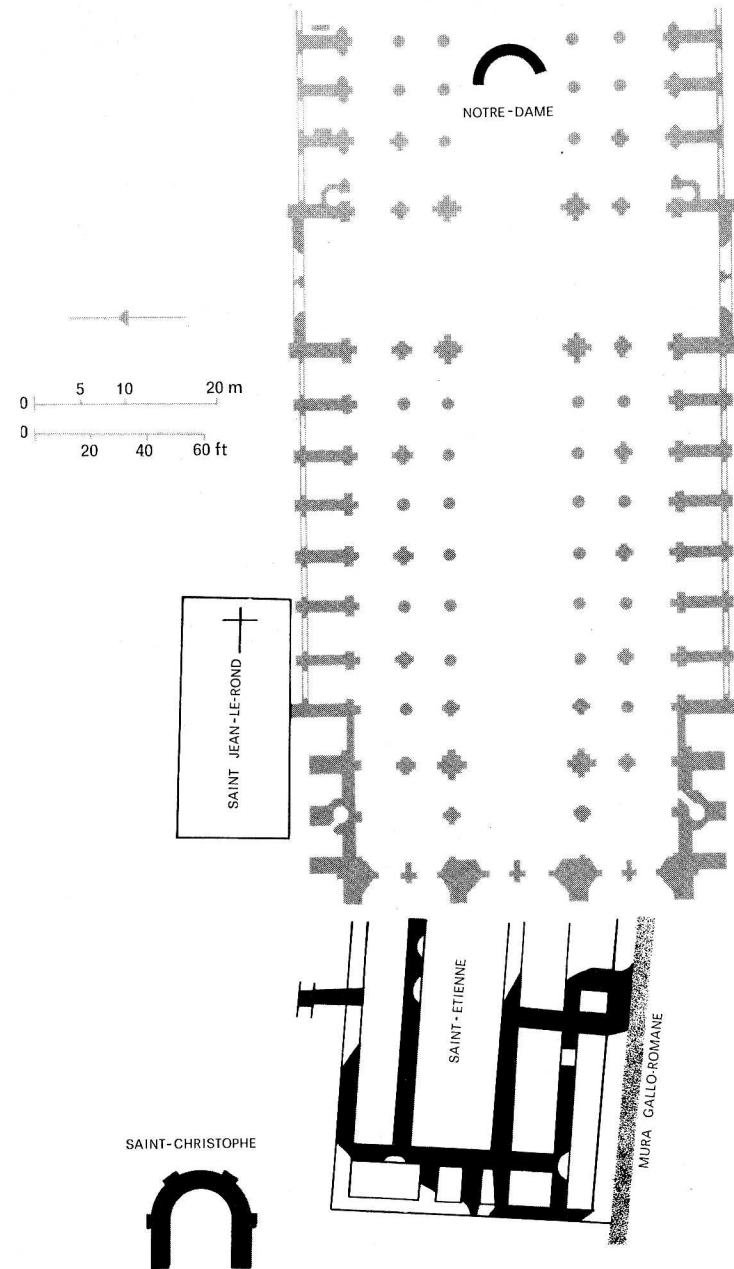 NOTRE-DAME
0 5 10 20 m
0 20 40 60 ft
SAINT JEAN-LE-ROND
SAINT-ETIENNE
MURA GALLO-ROMANE
SAINT-CHRISTOPHE